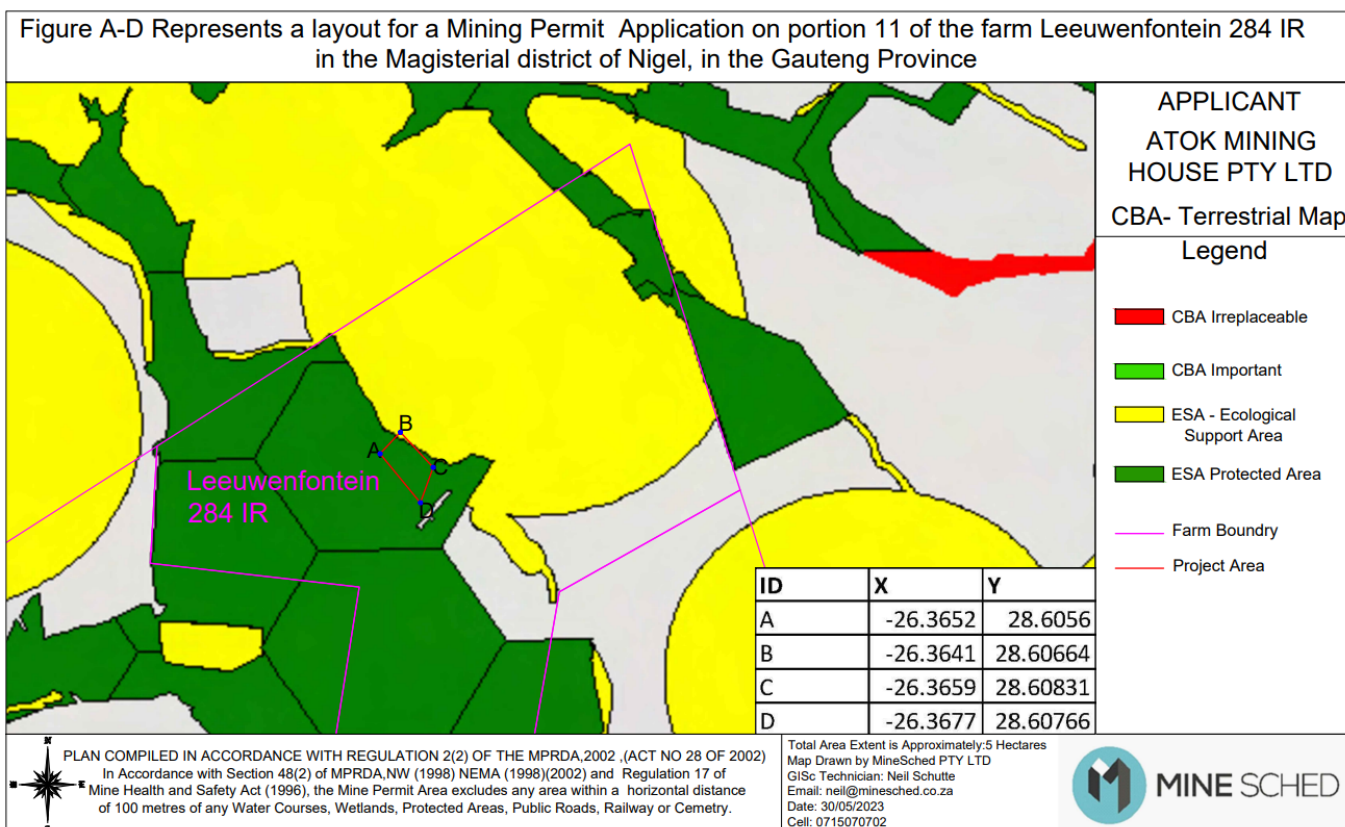 Figure A-D Represents a layout for a Mining Permit Application on portion 11 of the farm Leeuwenfontein 284 IR
in the Magisterial district of Nigel, in the Gauteng Province
APPLICANT
ATOK MINING
HOUSE PTY LTD
CBA- Terrestrial Map
Legend
CBA Irreplaceable
CBA Important
ESA - Ecological
Support Area
ESA Protected Area
Farm Boundry
Project Area
A
B
C
D
Leeuwenfontein
284 IR
ID X Y
A -26.3652 28.6056
B -26.3641 28.60664
C -26.3659 28.60831
D -26.3677 28.60766
PLAN COMPILED IN ACCORDANCE WITH REGULATION 2(2) OF THE MPRDA,2002 ,(ACT NO 28 OF 2002)
In Accordance with Section 48(2) of MPRDA,NW (1998) NEMA (1998)(2002) and Regulation 17 of
Mine Health and Safety Act (1996), the Mine Permit Area excludes any area within a horizontal distance
of 100 metres of any Water Courses, Wetlands, Protected Areas, Public Roads, Railway or Cemetry.
Total Area Extent is Approximately:5 Hectares
Map Drawn by MineSched PTY LTD
GISc Technician: Neil Schutte
Email: neil@minesched.co.za
Date: 30/05/2023
Cell: 0715070702
MINE SCHED